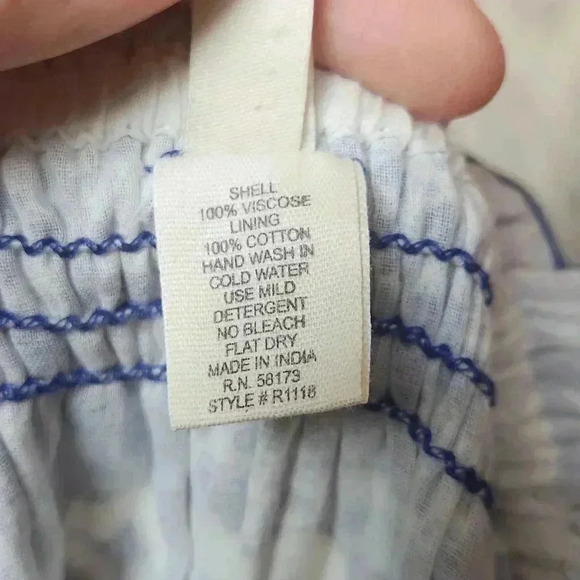 SHELL
100% VISCOSE
LINING
100% COTTON
HAND WASH IN
COLD WATER
USE MILD
DETERGENT
NO BLEACH
FLAT DRY
MADE IN INDIA
R.N. 58173
STYLE # R1118